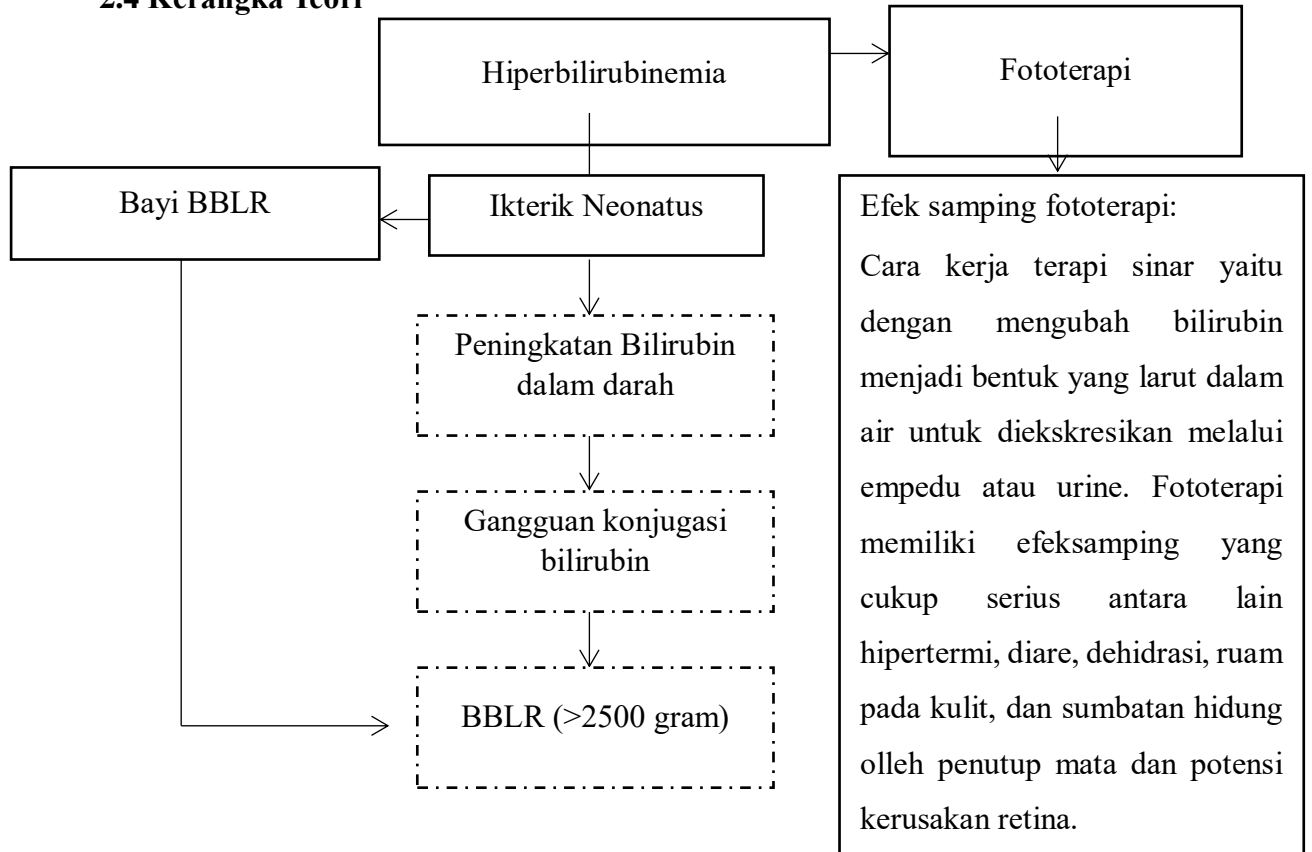 2.4 Kerangka Teori
Hiperbilirubinemia
Fototerapi
Bayi BBLR
Ikterik Neonatus
Peningkatan Bilirubin
dalam darah
Gangguan konjugasi
bilirubin
BBLR (>2500 gram)
Efek samping fototerapi:
Cara kerja terapi sinar yaitu
dengan mengubah bilirubin
menjadi bentuk yang larut dalam
air untuk diekskresikan melalui
empedu atau urine. Fototerapi
memiliki efeksamping yang
cukup serius antara lain
hipertermi, diare, dehidrasi, ruam
pada kulit, dan sumbatan hidung
olleh penutup mata dan potensi
kerusakan retina.